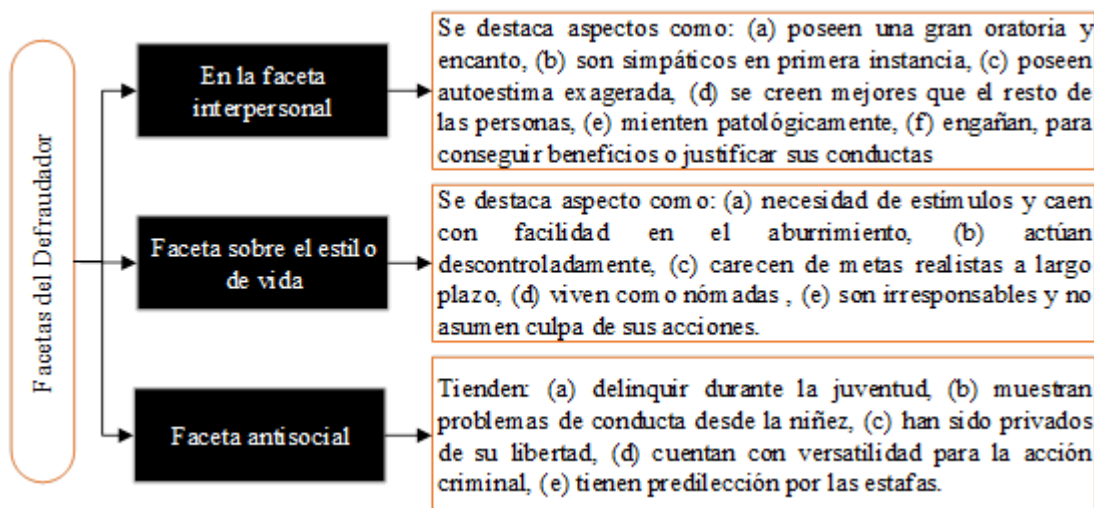 Facetas del Defraudador
En la faceta
interpersonal
Se destaca aspectos como: (a) poseen una gran oratoria y
encanto, (b) son simpáticos en primera instancia, (c) poseen
autoestima exagerada, (d) se creen mejores que el resto de
las personas, (e) mienten patológicamente, (f) engañan, para
conseguir beneficios o justificar sus conductas
Faceta sobre el estilo
de vida
Se destaca aspecto como: (a) necesidad de estimulos y caen
con facilidad en el aburrimiento, (b) actúan
descontroladamente, (c) carecen de metas realistas a largo
plazo, (d) viven como nómadas , (e) son irresponsables y no
asumen culpa de sus acciones.
Faceta antisocial
Tienden: (a) delinquir durante la juventud, (b) muestran
problemas de conducta desde la niñez, (c) han sido privados
de su libertad, (d) cuentan con versatilidad para la acción
criminal, (e) tienen predilección por las estafas.